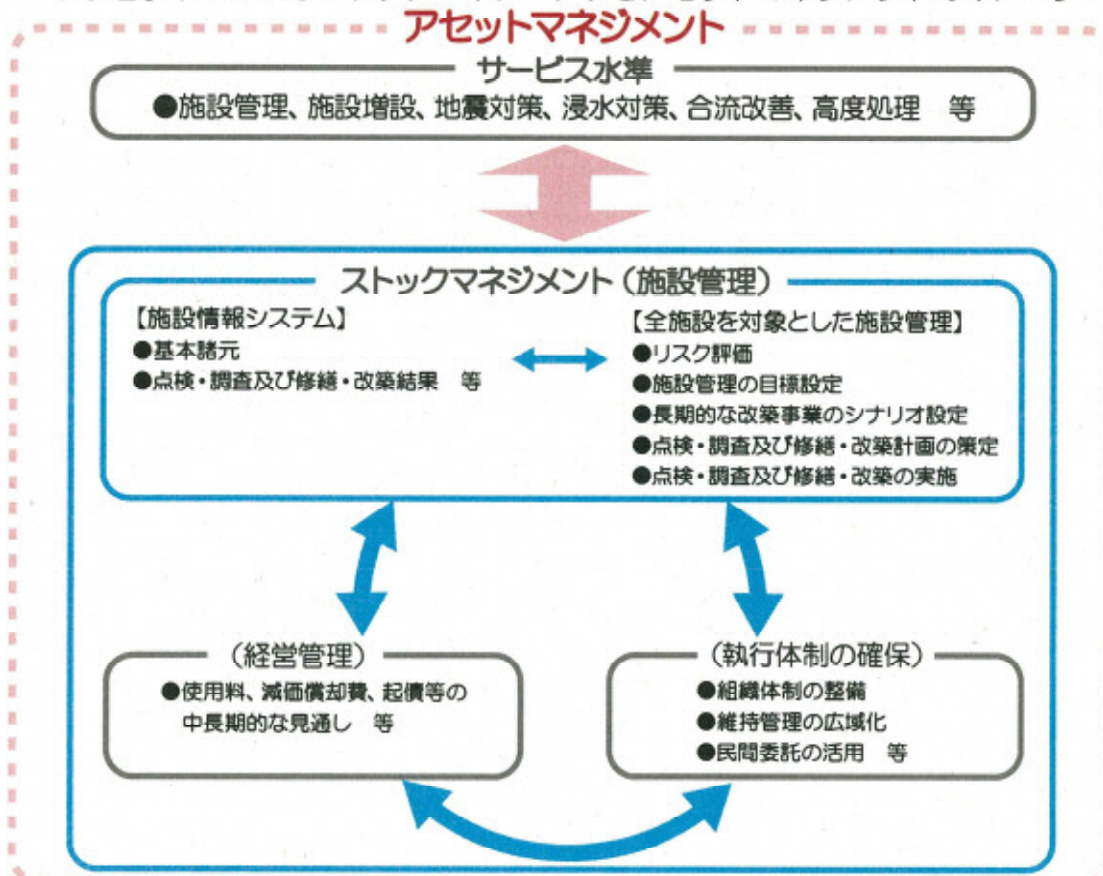 アセットマネジメント
サービス水準
●施設管理、施設増設、地震対策、浸水対策、合流改善、高度処理　等
ストックマネジメント（施設管理）
【施設情報システム】
●基本諸元
●点検・調査及び修繕・改築結果　等
【全施設を対象とした施設管理】
●リスク評価
●施設管理の目標設定
●長期的な改築事業のシナリオ設定
●点検・調査及び修繕・改築計画の策定
●点検・調査及び修繕・改築の実施
（経営管理）
●使用料、減価償却費、起債等の
中長期的な見通し　等
（執行体制の確保）
●組織体制の整備
●維持管理の広域化
●民間委託の活用　等